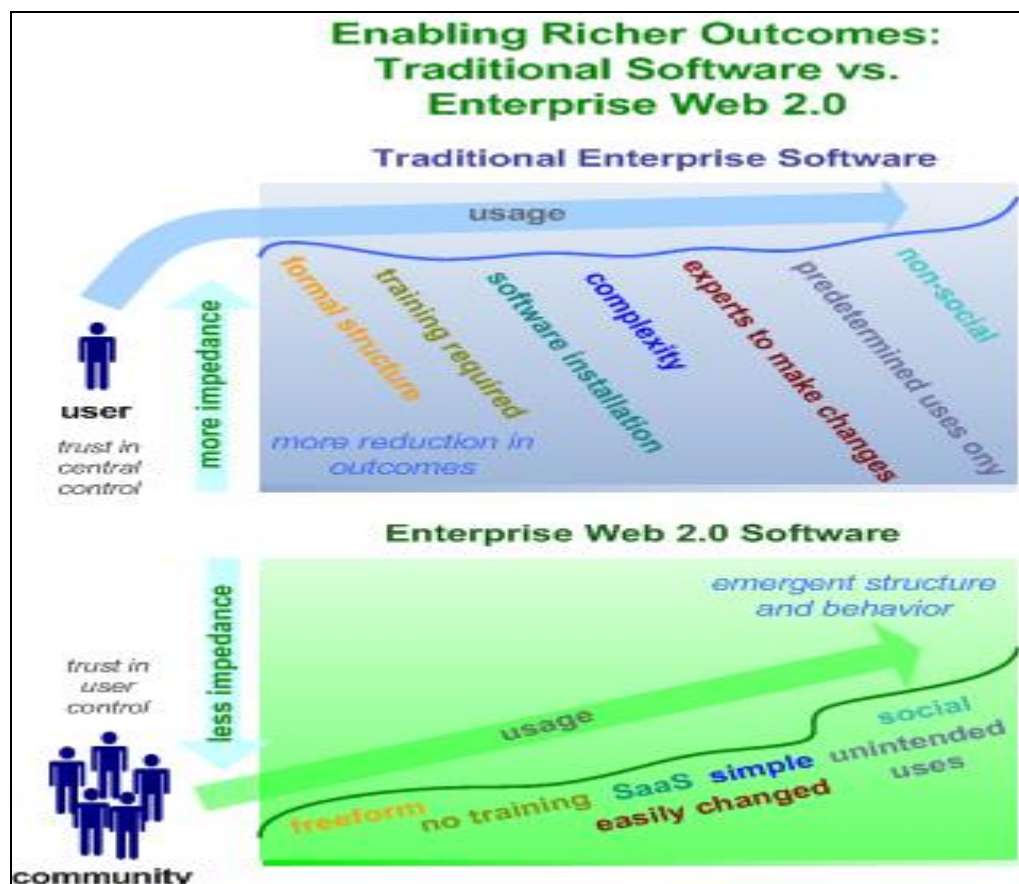 Enabling Richer Outcomes:
Traditional Software vs.
Enterprise Web 2.0
Traditional Enterprise Software
usage
formal structure
training required
software installation
complexity
experts to make changes
predetermined uses ony
non-social
more reduction in
outcomes
more impedance
user
trust in
central
control
Enterprise Web 2.0 Software
emergent structure
and behavior
less impedance
trust in
user
control
usage
freeform
no training
SaaS
simple
easily changed
social
unintended
uses
community